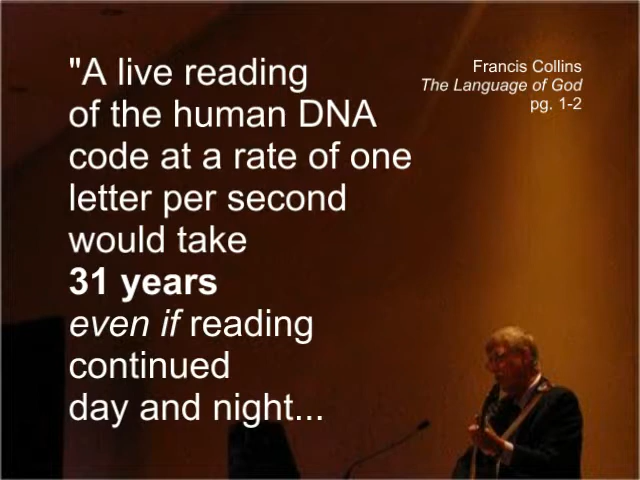 "A live reading
of the human DNA
code at a rate of one
letter per second
would take
31 years
even if reading
continued
day and night...
Francis Collins
The Language of God
pg. 1-2